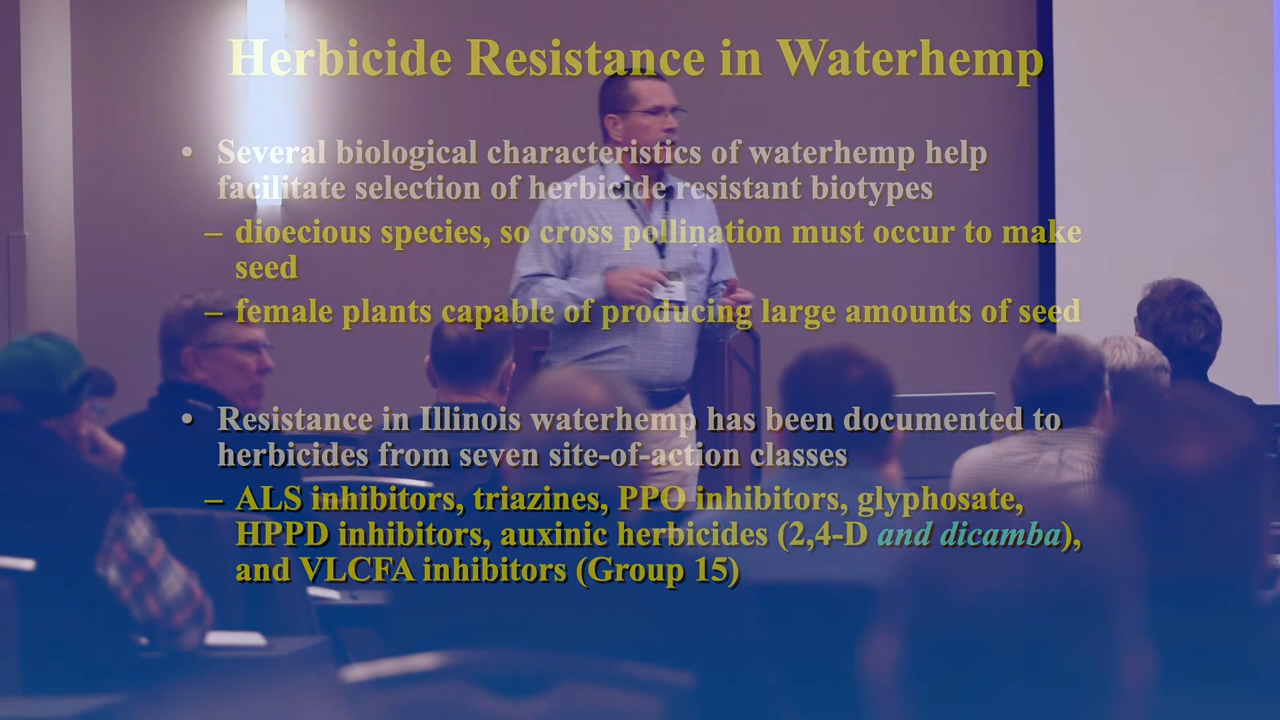 Herbicide Resistance in Waterhemp
• Several biological characteristics of waterhemp help
facilitate selection of herbicide resistant biotypes
– dioecious species, so cross pollination must occur to make
seed
– female plants capable of producing large amounts of seed
• Resistance in Illinois waterhemp has been documented to
herbicides from seven site-of-action classes
– ALS inhibitors, triazines, PPO inhibitors, glyphosate,
HPPD inhibitors, auxinic herbicides (2,4-D and dicamba),
and VLCFA inhibitors (Group 15)